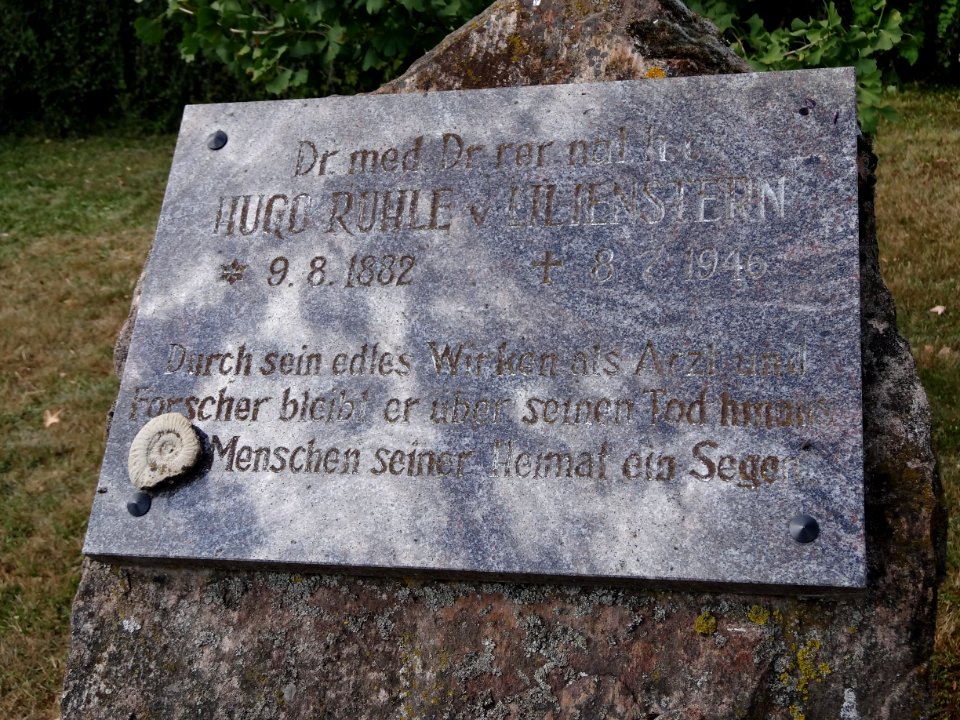 Dr med Dr rer nat h c
HUGO RÜHLE v LILIENSTERN
* 9. 8. 1882 † 8 7 1946
Durch sein edles Wirken als Arzt und
Forscher bleibt er über seinen Tod hinaus
Menschen seiner Heimat ein Segen